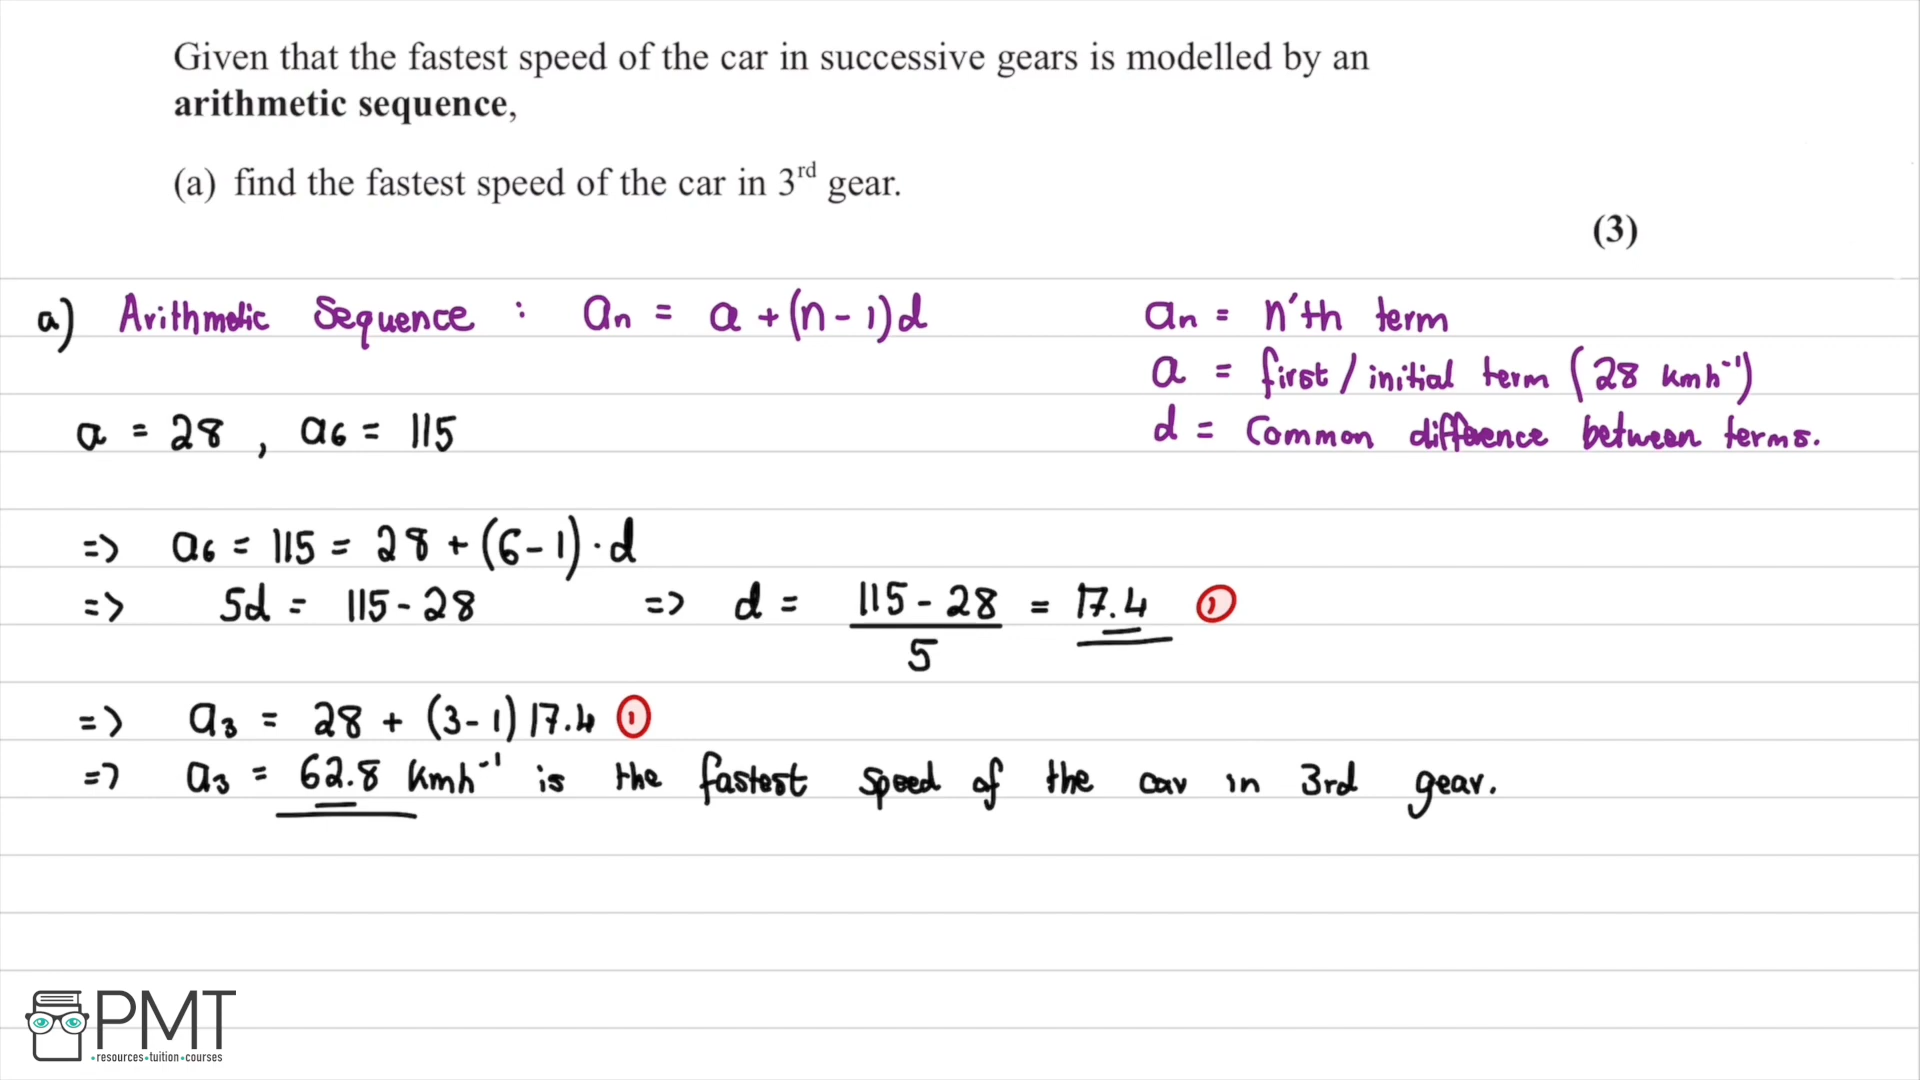 Given that the fastest speed of the car in successive gears is modelled by an
arithmetic sequence,
(a) find the fastest speed of the car in 3rd gear.
(3)
a) Arithmetic Sequence : an = a + (n - 1)d
an = n'th term
a = first / initial term (28 kmh⁻¹)
d = Common difference between terms.
a = 28 , a6 = 115
=> a6 = 115 = 28 + (6 - 1) · d
=> 5d = 115 - 28 => d = 115 - 28 / 5 = 17.4 ①
=> a3 = 28 + (3 - 1) 17.4 ①
=> a3 = 62.8 kmh⁻¹ is the fastest speed of the car in 3rd gear.
PMT
•resources•tuition•courses